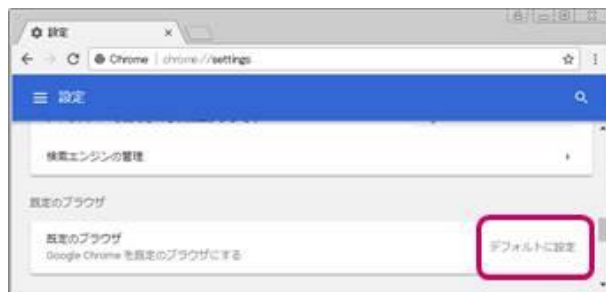 設定
Chrome | chrome://settings
設定
検索エンジンの管理
既定のブラウザ
既定のブラウザ
Google Chrome を既定のブラウザにする
デフォルトに設定